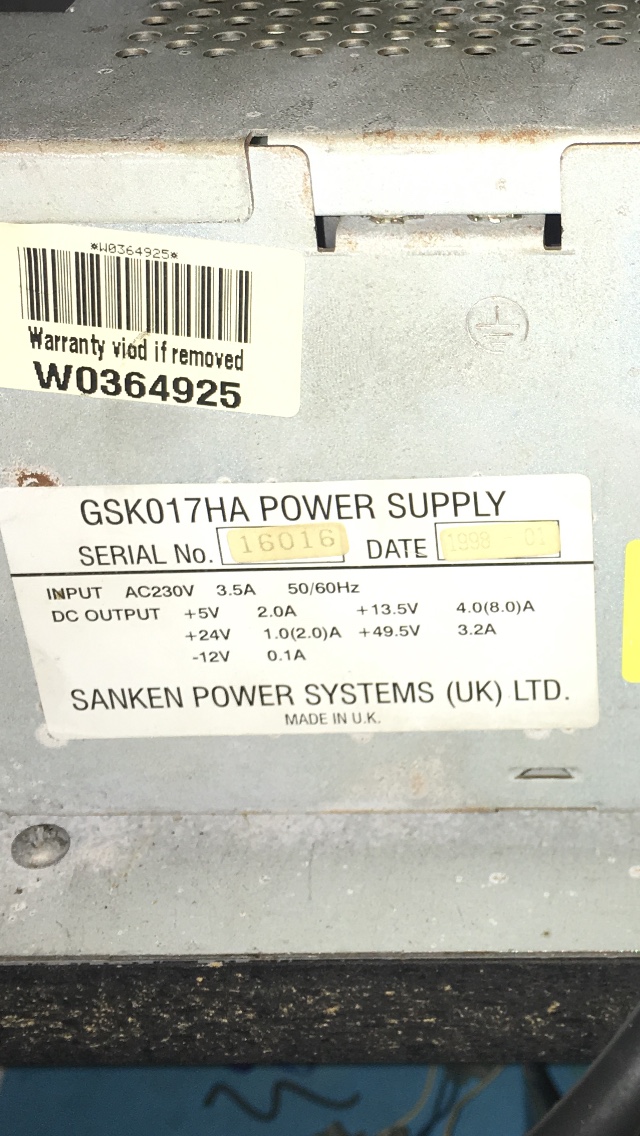 *W0364925*
Warranty viod if removed
W0364925
GSK017HA POWER SUPPLY
SERIAL No. 16016 DATE 1998 01
INPUT AC230V 3.5A 50/60Hz
DC OUTPUT +5V 2.0A +13.5V 4.0(8.0)A
+24V 1.0(2.0)A +49.5V 3.2A
-12V 0.1A
SANKEN POWER SYSTEMS (UK) LTD.
MADE IN U.K.